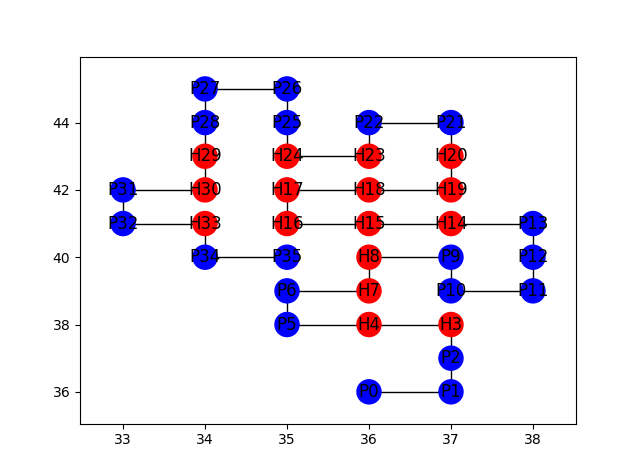 P27 P26
44 P28 P25 P22 P21
H29 H24 H23 H20
42 P31 H30 H17 H18 H19
P32 H33 H16 H15 H14 P13
40 P34 P35 H8 P9 P12
P6 H7 P10 P11
38 P5 H4 H3
P2
36 P0 P1
33 34 35 36 37 38